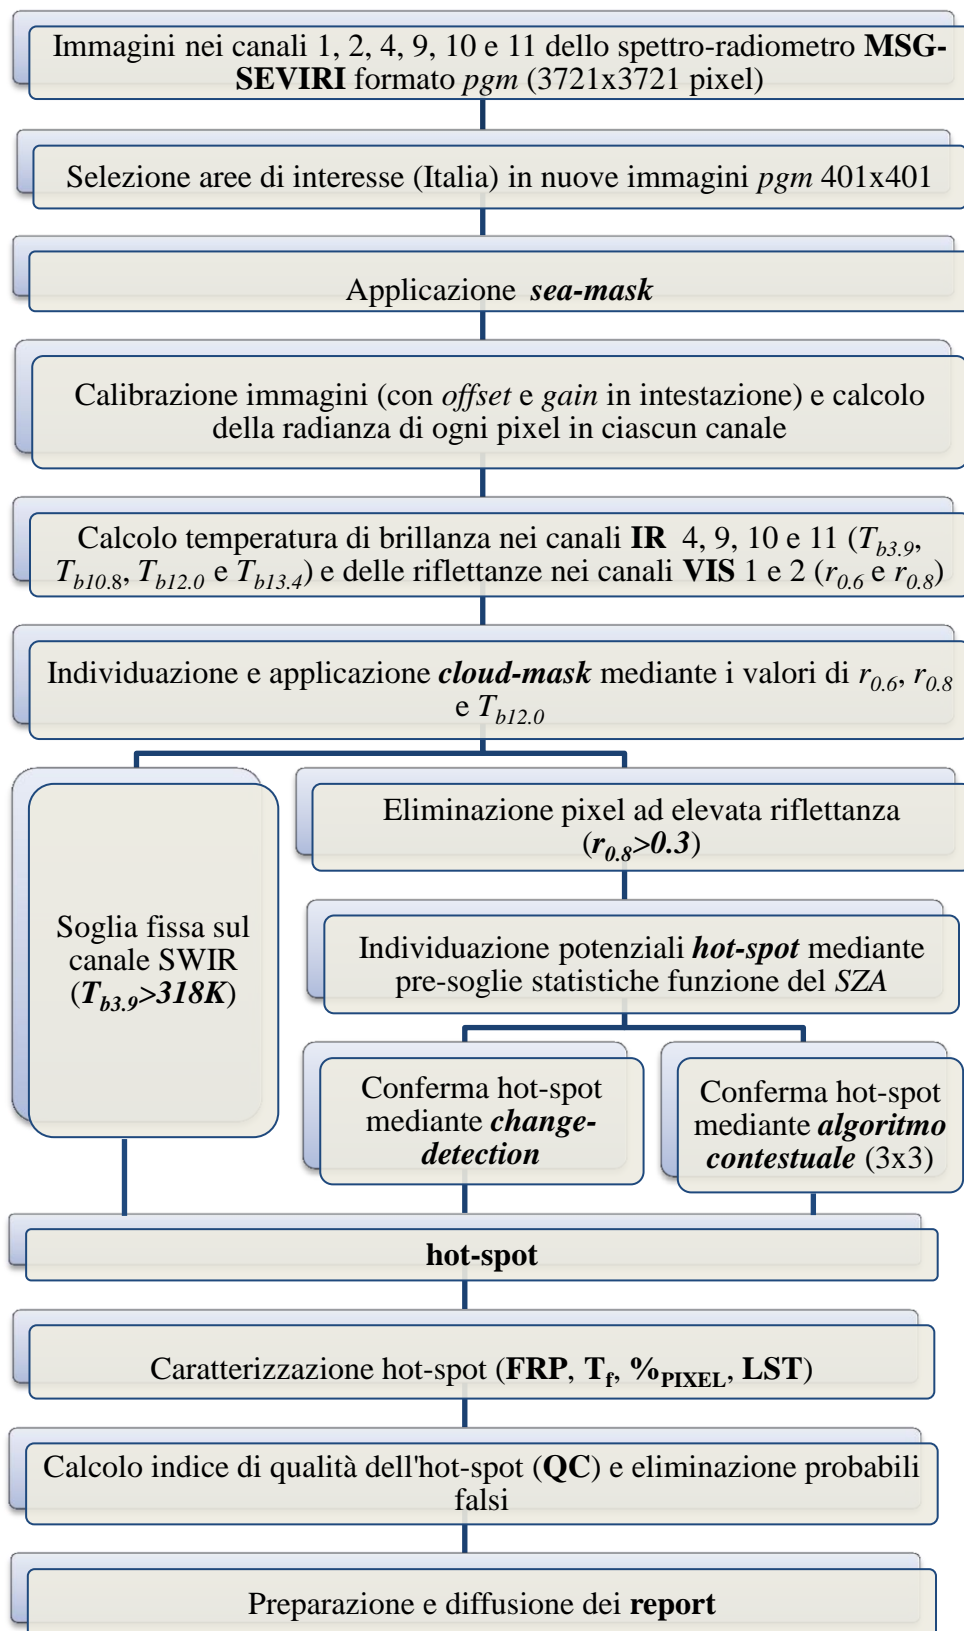 Immagini nei canali 1, 2, 4, 9, 10 e 11 dello spettro-radiometro MSG-
SEVIRI formato pgm (3721x3721 pixel)
Selezione aree di interesse (Italia) in nuove immagini pgm 401x401
Applicazione sea-mask
Calibrazione immagini (con offset e gain in intestazione) e calcolo
della radianza di ogni pixel in ciascun canale
Calcolo temperatura di brillanza nei canali IR 4, 9, 10 e 11 (Tb3.9,
Tb10.8, Tb12.0 e Tb13.4) e delle riflettanze nei canali VIS 1 e 2 (r0.6 e r0.8)
Individuazione e applicazione cloud-mask mediante i valori di r0.6, r0.8
e Tb12.0
Soglia fissa sul
canale SWIR
(Tb3.9>318K)
Eliminazione pixel ad elevata riflettanza
(r0.8>0.3)
Individuazione potenziali hot-spot mediante
pre-soglie statistiche funzione del SZA
Conferma hot-spot
mediante change-
detection
Conferma hot-spot
mediante algoritmo
contestuale (3x3)
hot-spot
Caratterizzazione hot-spot (FRP, Tf, %PIXEL, LST)
Calcolo indice di qualità dell'hot-spot (QC) e eliminazione probabili
falsi
Preparazione e diffusione dei report